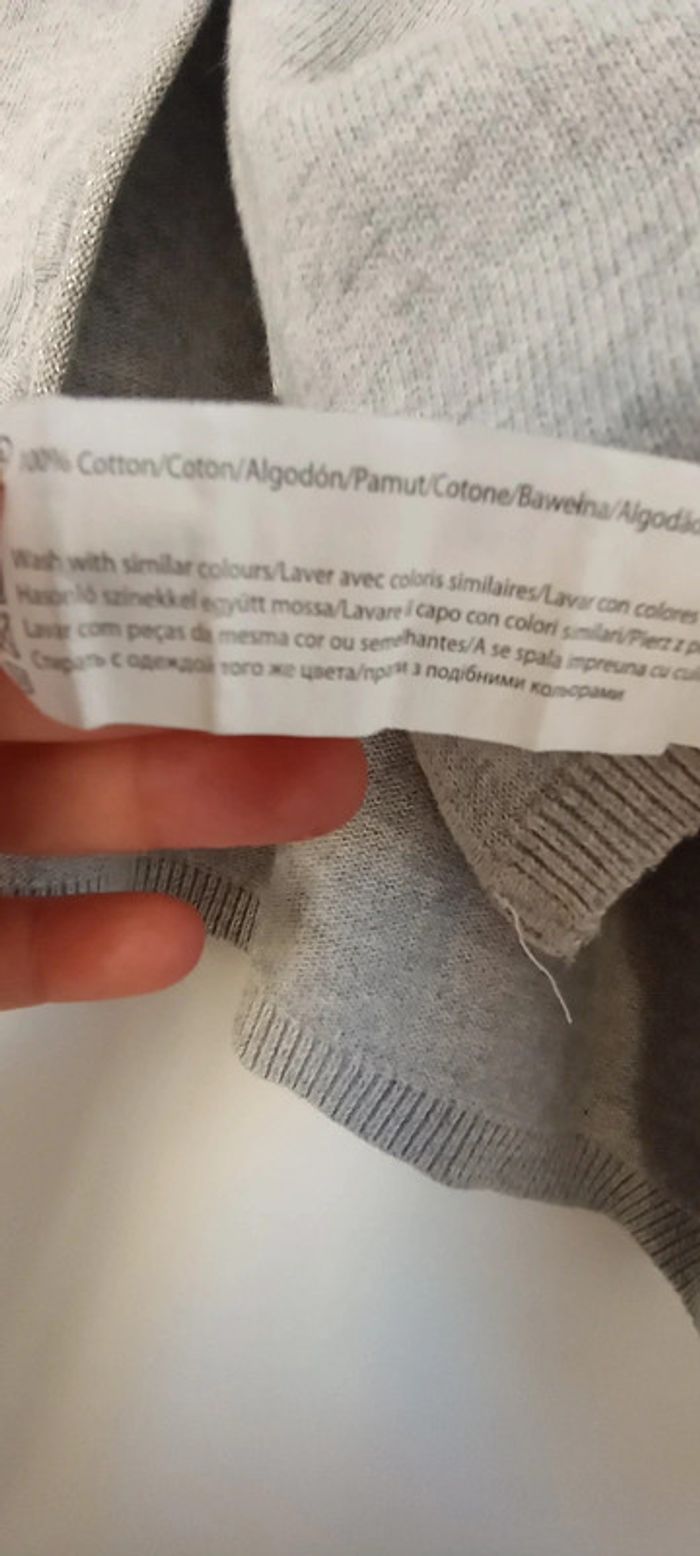 100% Cotton/Coton/Algodón/Pamut/Cotone/Bawełna/Algodão
Wash with similar colours/Laver avec coloris similaires/Lavar con colores
Hasonló színekkel együtt mossa/Lavare i capo con colori similari/Pierz z
Lavar com peças da mesma cor ou semelhantes/A se spala impreuna cu
Стирать с одеждой того же цвета/прати з подібними кольорами